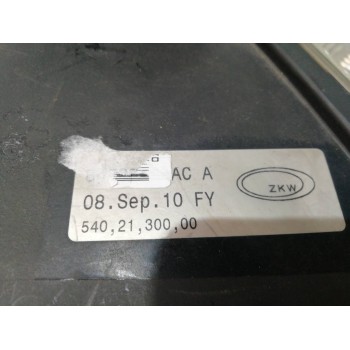 AC A
ZKW
08.Sep.10 FY
540,21,300,00